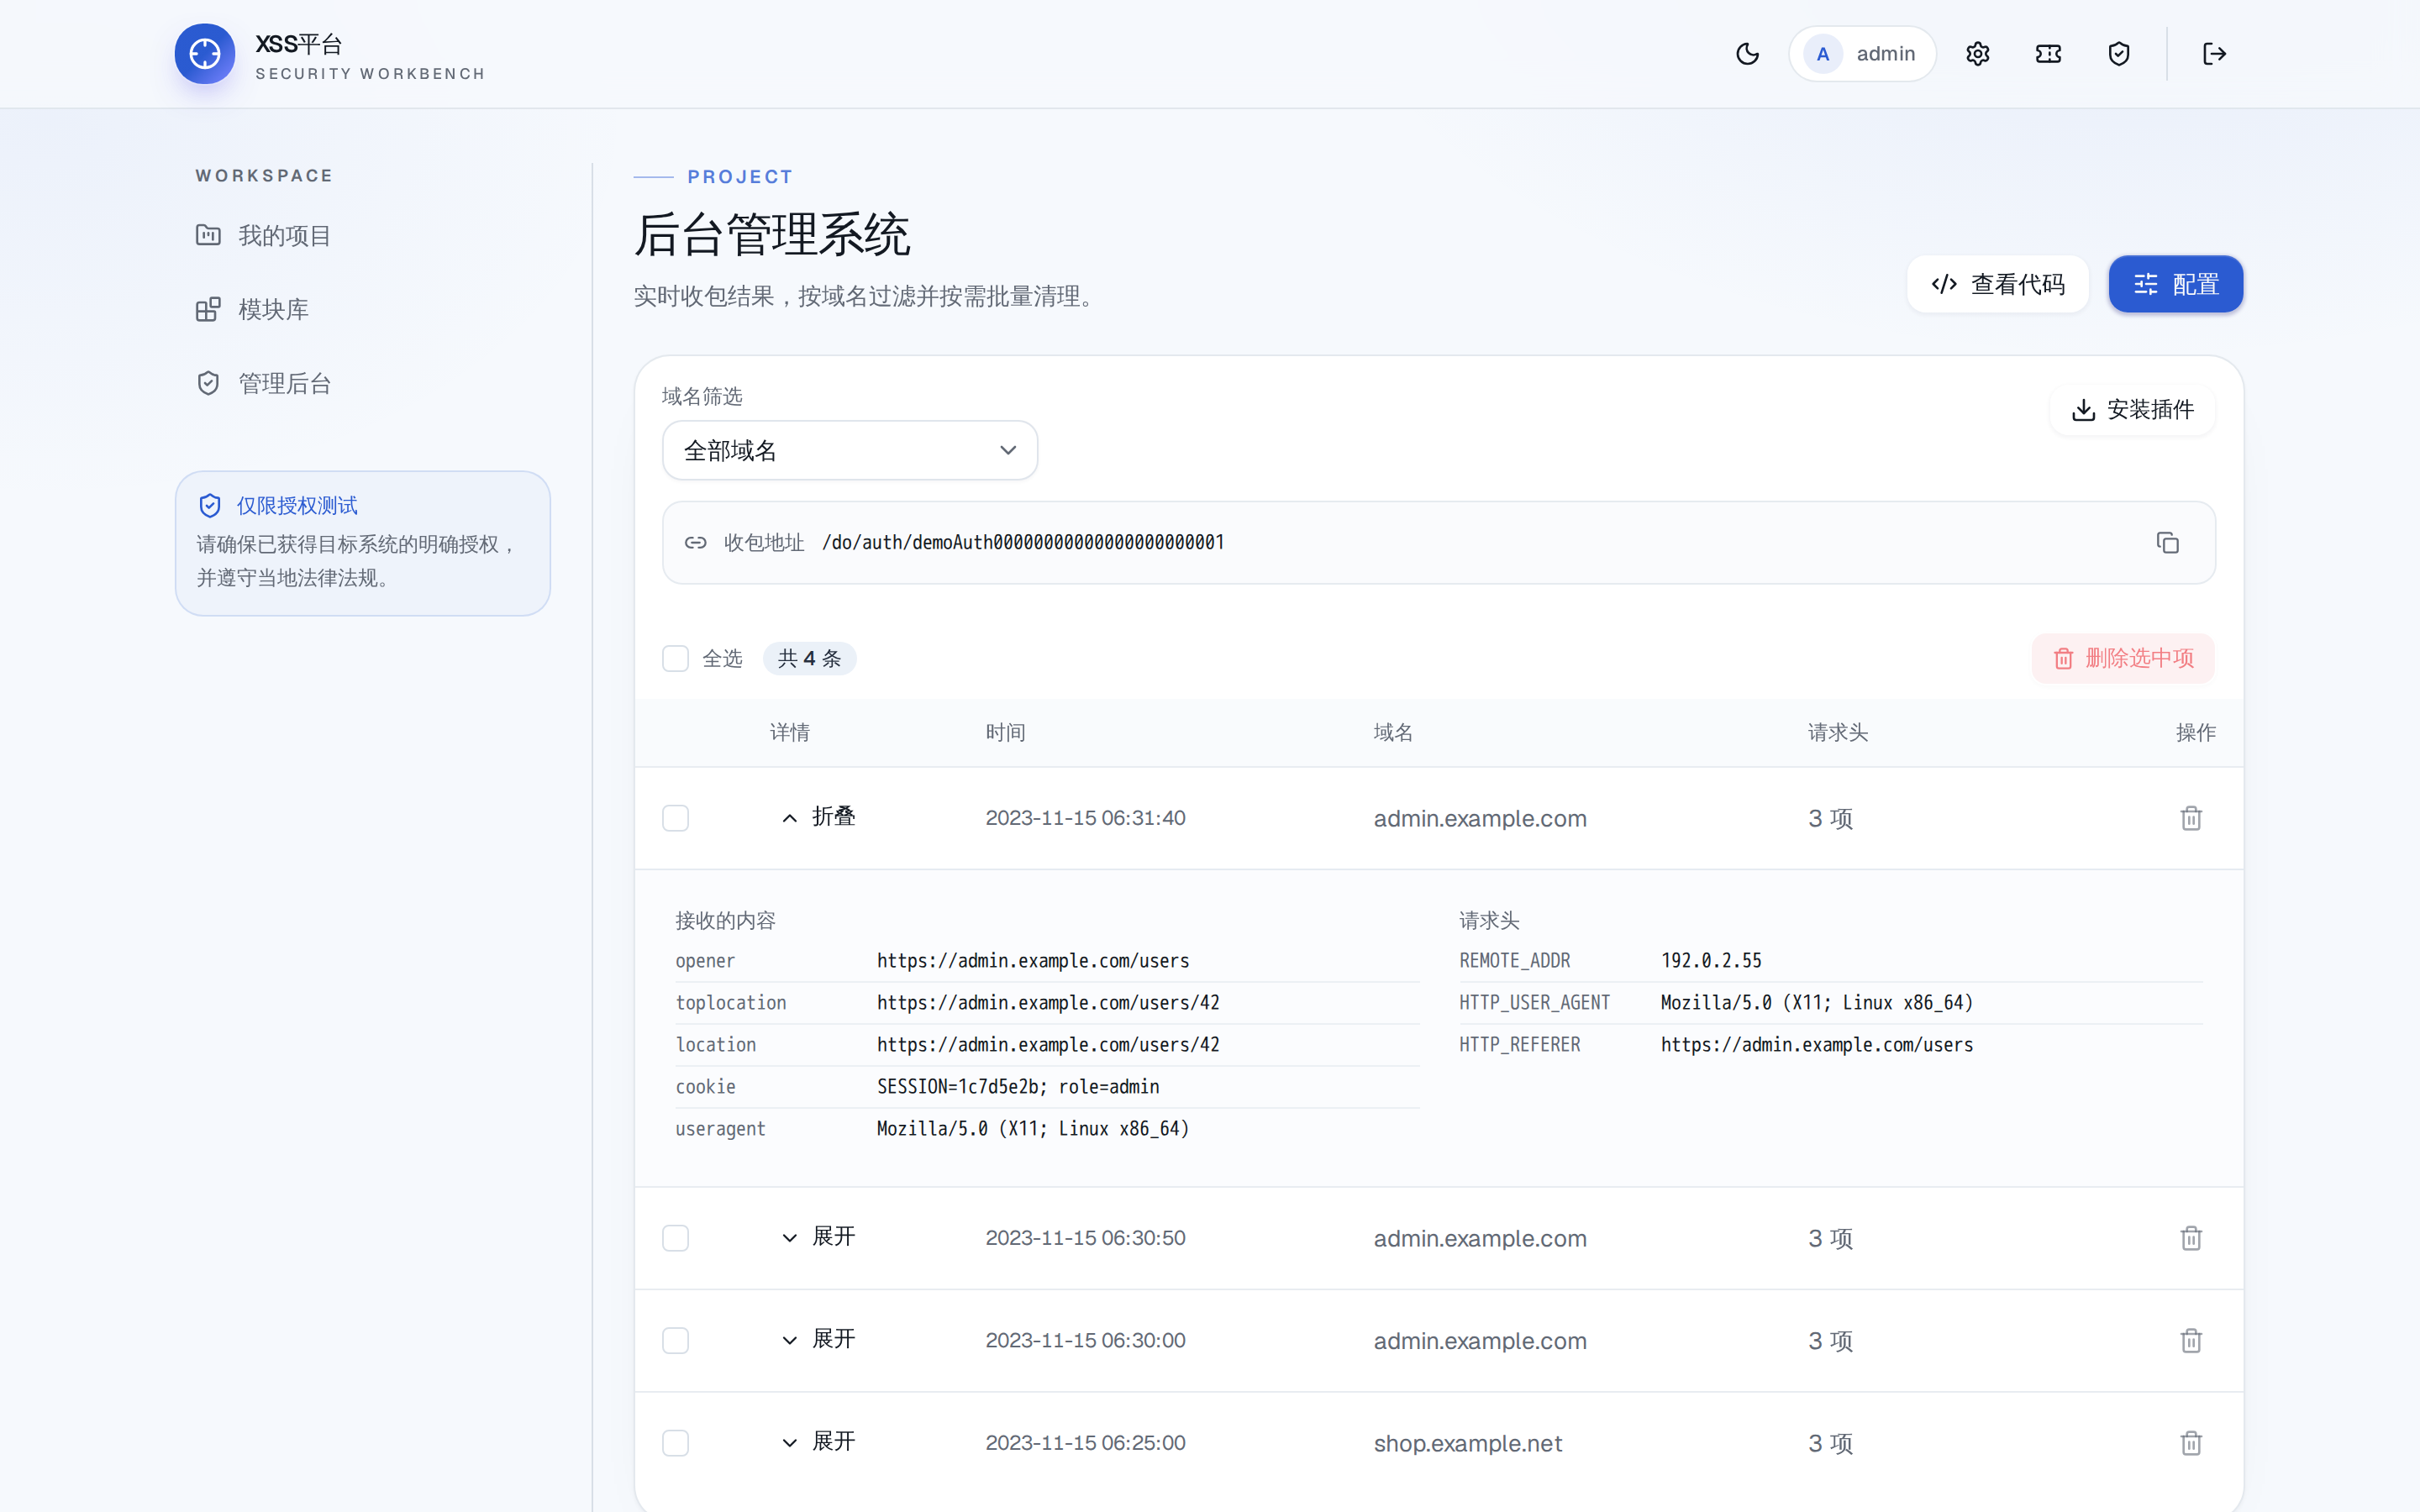 XSS平台
SECURITY WORKBENCH
A admin
WORKSPACE
我的项目
模块库
管理后台
仅限授权测试
请确保已获得目标系统的明确授权，
并遵守当地法律法规。
PROJECT
后台管理系统
实时收包结果，按域名过滤并按需批量清理。
查看代码
配置
域名筛选
全部域名
安装插件
收包地址 /do/auth/demoAuth00000000000000000000001
全选 共 4 条
删除选中项
详情 时间 域名 请求头 操作
折叠 2023-11-15 06:31:40 admin.example.com 3 项
接收的内容
opener https://admin.example.com/users
toplocation https://admin.example.com/users/42
location https://admin.example.com/users/42
cookie SESSION=1c7d5e2b; role=admin
useragent Mozilla/5.0 (X11; Linux x86_64)
请求头
REMOTE_ADDR 192.0.2.55
HTTP_USER_AGENT Mozilla/5.0 (X11; Linux x86_64)
HTTP_REFERER https://admin.example.com/users
展开 2023-11-15 06:30:50 admin.example.com 3 项
展开 2023-11-15 06:30:00 admin.example.com 3 项
展开 2023-11-15 06:25:00 shop.example.net 3 项